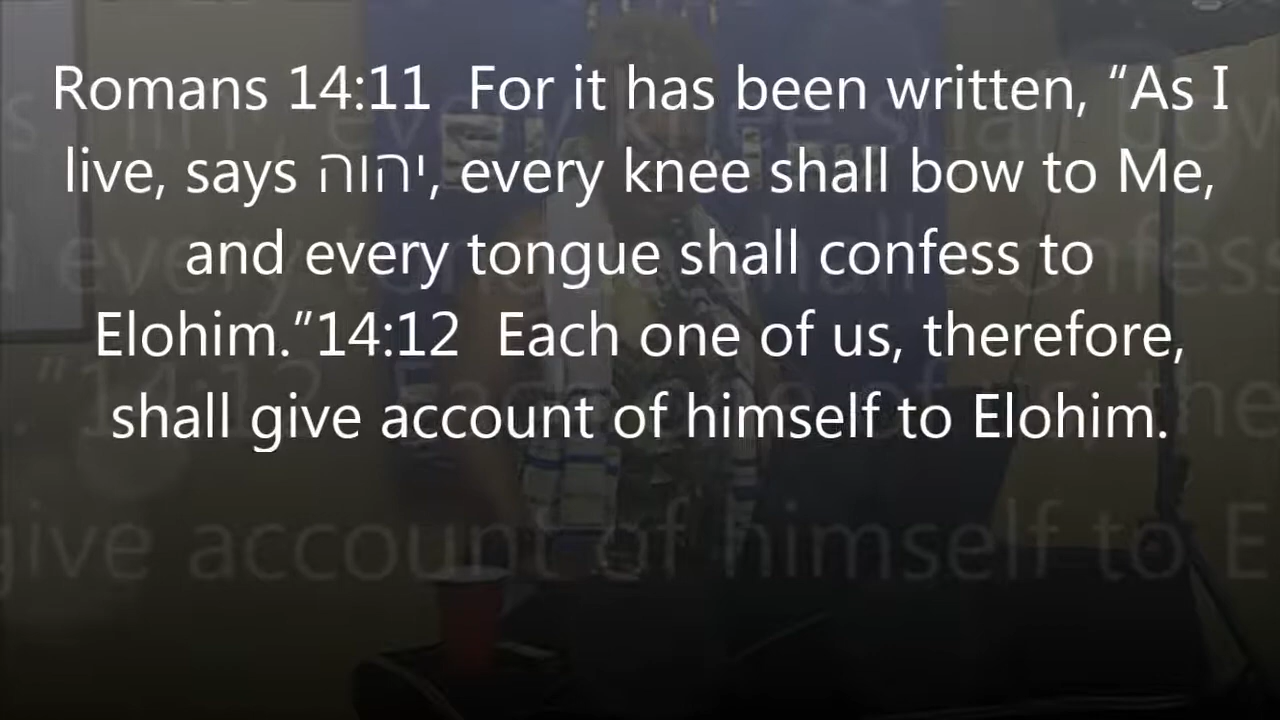 Romans 14:11  For it has been written, “As I
live, says יהוה, every knee shall bow to Me,
and every tongue shall confess to
Elohim.”14:12  Each one of us, therefore,
shall give account of himself to Elohim.